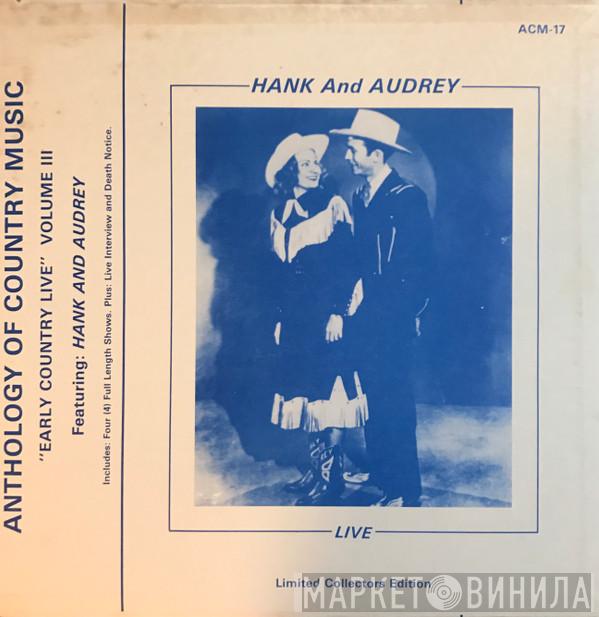 ANTHOLOGY OF COUNTRY MUSIC
"EARLY COUNTRY LIVE" VOLUME III
Featuring: HANK AND AUDREY
Includes: Four (4) Full Length Shows. Plus: Live Interview and Death Notice.
ACM-17
HANK And AUDREY
LIVE
Limited Collectors Edition
МАРКЕТ ВИНИЛА